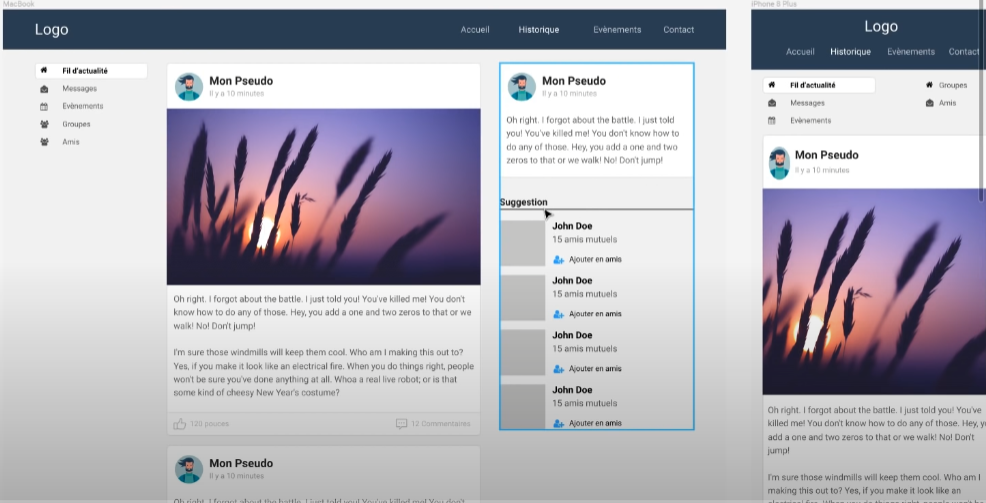 MacBook
Logo
Accueil
Historique
Evènements
Contact
Fil d'actualité
Messages
Evènements
Groupes
Amis
Mon Pseudo
Il y a 10 minutes
Oh right. I forgot about the battle. I just told you! You've killed me! You don't
know how to do any of those. Hey, you add a one and two zeros to that or we
walk! No! Don't jump!
I'm sure those windmills will keep them cool. Who am I making this out to?
Yes, if you make it look like an electrical fire. When you do things right, people
won't be sure you've done anything at all. Whoa a real live robot; or is that
some kind of cheesy New Year's costume?
120 pouces
12 Commentaires
Mon Pseudo
Il y a 10 minutes
Oh right. I forgot about the battle. I just told you! You've killed me! You don't
Mon Pseudo
Il y a 10 minutes
Oh right. I forgot about the battle. I just told
you! You've killed me! You don't know how to
do any of those. Hey, you add a one and two
zeros to that or we walk! No! Don't jump!
Suggestion
John Doe
15 amis mutuels
Ajouter en amis
John Doe
15 amis mutuels
Ajouter en amis
John Doe
15 amis mutuels
Ajouter en amis
John Doe
15 amis mutuels
Ajouter en amis
iPhone 8 Plus
Logo
Accueil
Historique
Evènements
Contact
Fil d'actualité
Messages
Evènements
Groupes
Amis
Mon Pseudo
Il y a 10 minutes
Oh right. I forgot about the battle. I just told you! You've
killed me! You don't know how to do any of those. Hey, y
add a one and two zeros to that or we walk! No! Don't
jump!
I'm sure those windmills will keep them cool. Who am I
making this out to? Yes, if you make it look like an